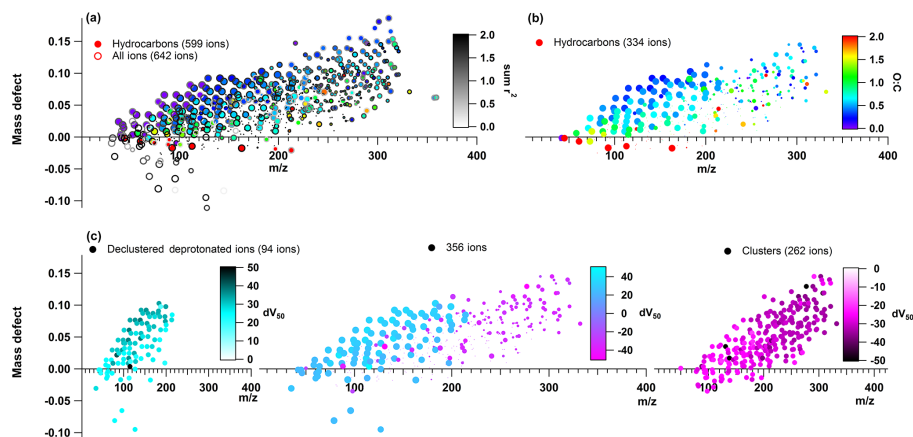 (a)
Hydrocarbons (599 ions)
All ions (642 ions)
Mass defect
0.15
0.10
0.05
0.00
-0.05
-0.10
100
200
300
400
m/z
2.0
1.0
0.0
sum r²
(b)
Hydrocarbons (334 ions)
100
200
300
400
m/z
2.0
1.5
1.0
0.5
0.0
O:C
(c)
Declustered deprotonated ions (94 ions)
Mass defect
0.15
0.10
0.05
0.00
-0.05
-0.10
100
200
300
400
m/z
50
40
30
20
10
0
dV50
356 ions
100
200
300
400
m/z
40
20
0
-20
-40
dV50
Clusters (262 ions)
100
200
300
400
m/z
0
-10
-20
-30
-40
-50
dV50